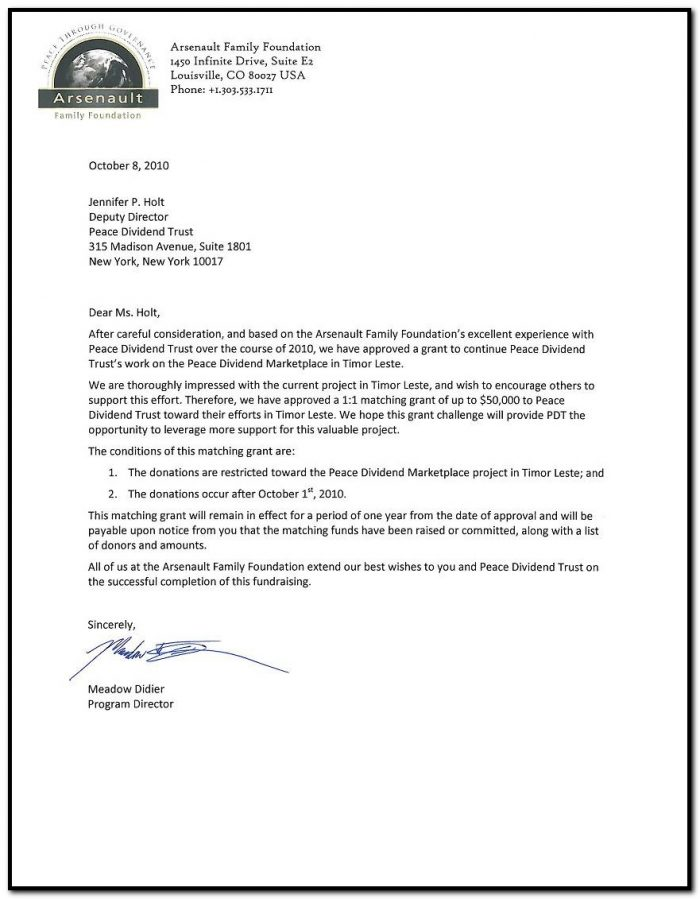 PEACE THROUGH GOVERNANCE
Arsenault
Family Foundation
Arsenault Family Foundation
1450 Infinite Drive, Suite E2
Louisville, CO 80027 USA
Phone: +1.303.533.1711
October 8, 2010
Jennifer P. Holt
Deputy Director
Peace Dividend Trust
315 Madison Avenue, Suite 1801
New York, New York 10017
Dear Ms. Holt,
After careful consideration, and based on the Arsenault Family Foundation's excellent experience with
Peace Dividend Trust over the course of 2010, we have approved a grant to continue Peace Dividend
Trust's work on the Peace Dividend Marketplace in Timor Leste.
We are thoroughly impressed with the current project in Timor Leste, and wish to encourage others to
support this effort. Therefore, we have approved a 1:1 matching grant of up to $50,000 to Peace
Dividend Trust toward their efforts in Timor Leste. We hope this grant challenge will provide PDT the
opportunity to leverage more support for this valuable project.
The conditions of this matching grant are:
1. The donations are restricted toward the Peace Dividend Marketplace project in Timor Leste; and
2. The donations occur after October 1st, 2010.
This matching grant will remain in effect for a period of one year from the date of approval and will be
payable upon notice from you that the matching funds have been raised or committed, along with a list
of donors and amounts.
All of us at the Arsenault Family Foundation extend our best wishes to you and Peace Dividend Trust on
the successful completion of this fundraising.
Sincerely,
Meadow Didier
Program Director